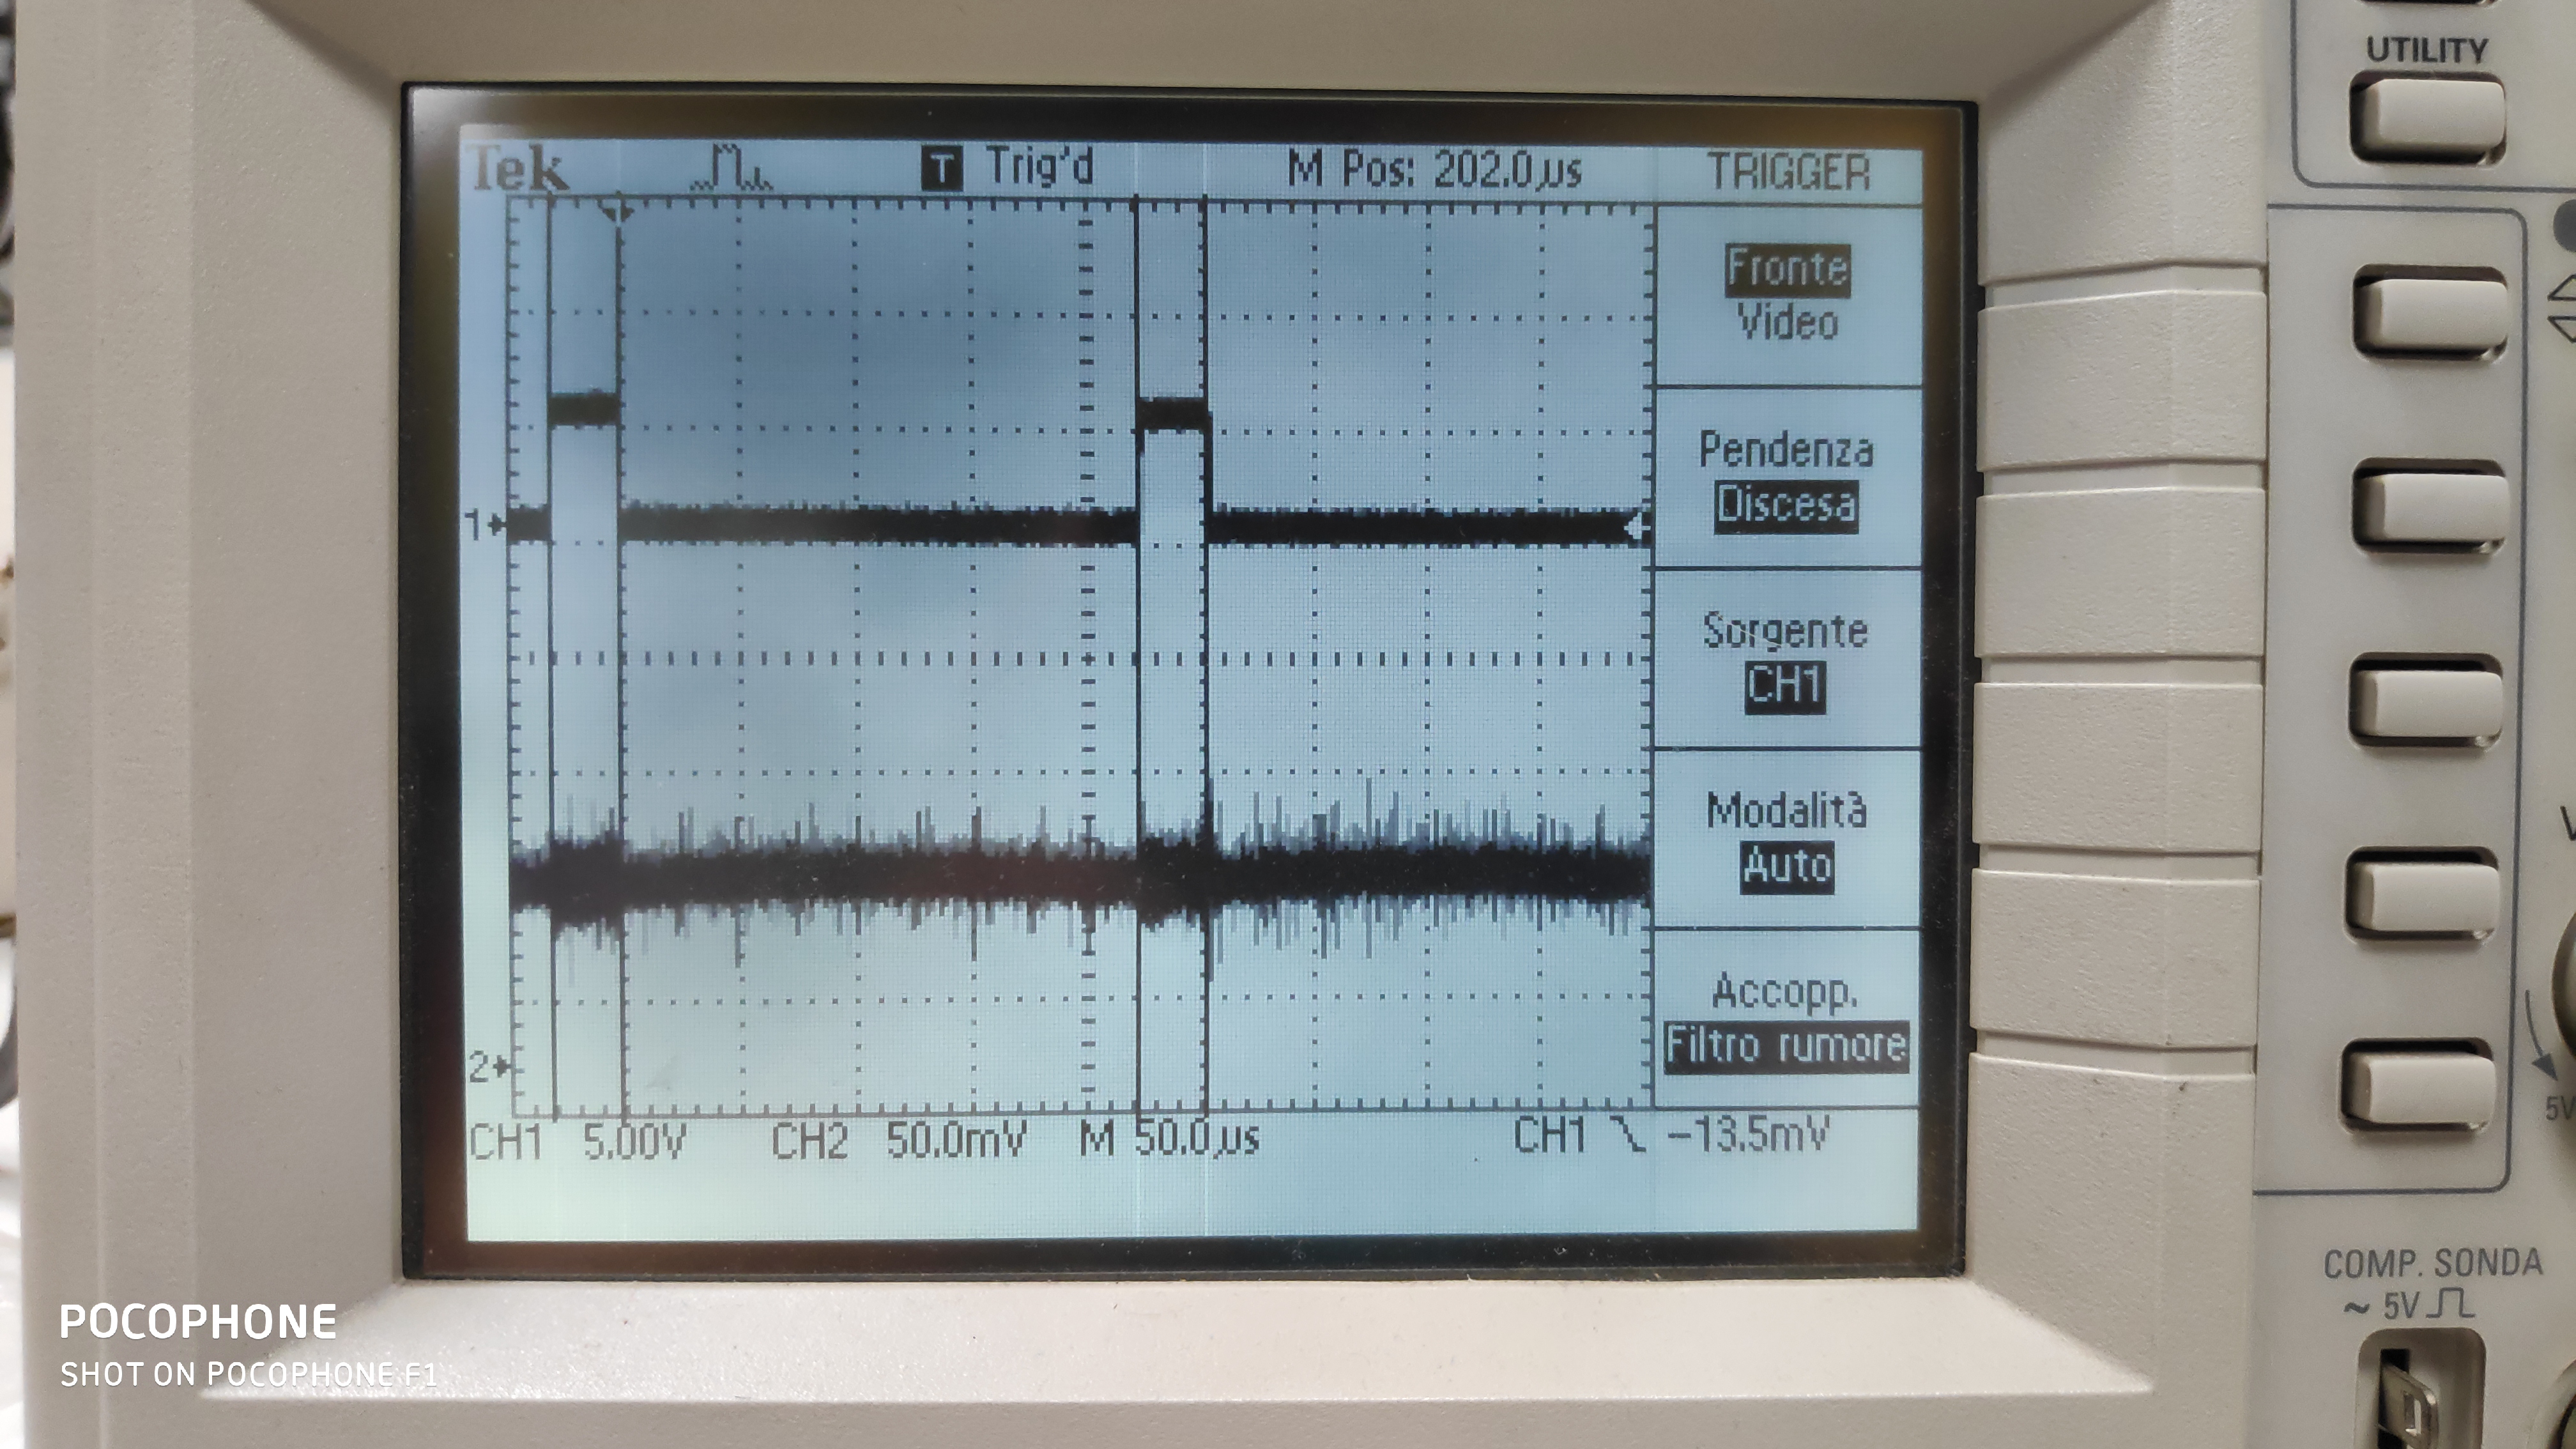 UTILITY
Tek T Trig'd M Pos: 202.0µs TRIGGER
Fronte
Video
Pendenza
Discesa
1
Sorgente
CH1
Modalità
Auto
Accopp.
Filtro rumore
2
CH1 5.00V CH2 50.0mV M 50.0µs CH1 -13.5mV
5V
COMP. SONDA
~ 5V
POCOPHONE
SHOT ON POCOPHONE F1